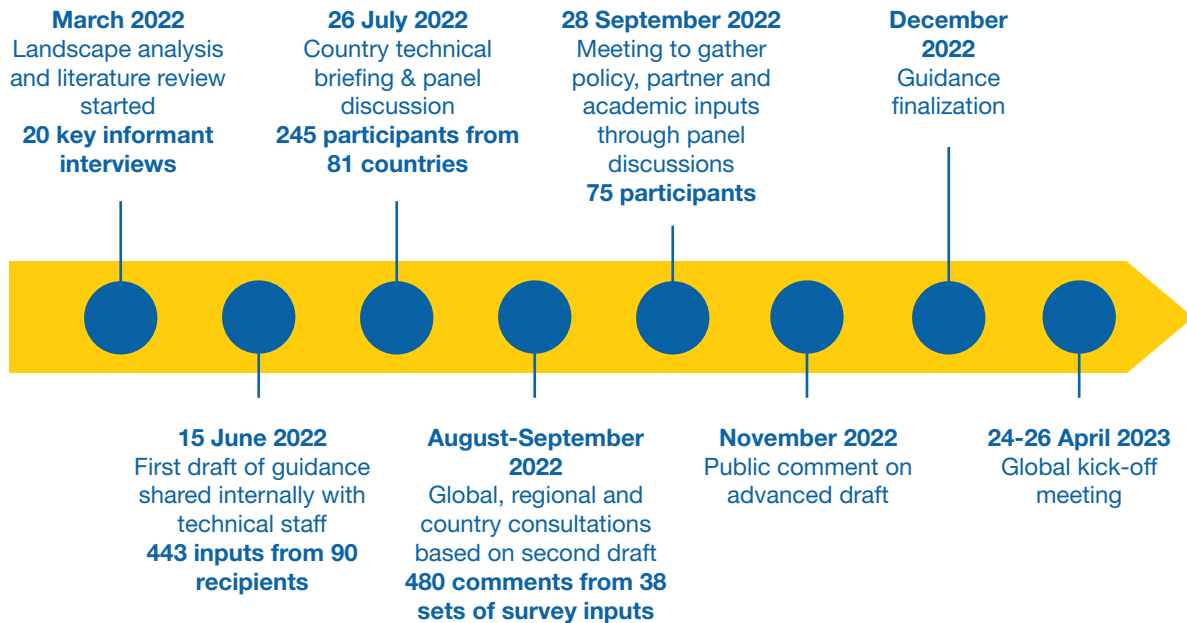 March 2022
Landscape analysis
and literature review
started
20 key informant
interviews
26 July 2022
Country technical
briefing & panel
discussion
245 participants from
81 countries
28 September 2022
Meeting to gather
policy, partner and
academic inputs
through panel
discussions
75 participants
December
2022
Guidance
finalization
15 June 2022
First draft of guidance
shared internally with
technical staff
443 inputs from 90
recipients
August-September
2022
Global, regional and
country consultations
based on second draft
480 comments from 38
sets of survey inputs
November 2022
Public comment on
advanced draft
24-26 April 2023
Global kick-off
meeting